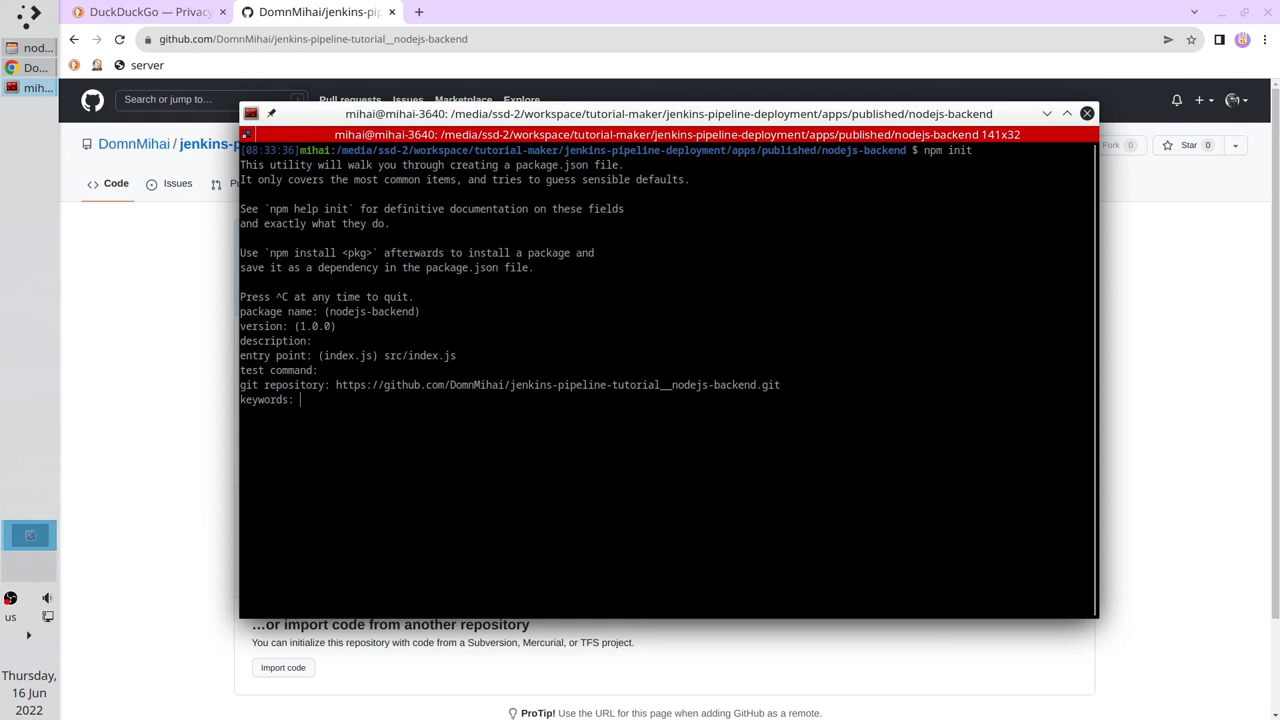 DuckDuckGo — Privacy
DomnMihai/jenkins-pip
github.com/DomnMihai/jenkins-pipeline-tutorial__nodejs-backend
server
nod...
Do...
mih...
Search or jump to...
/
Pull requests
Issues
Marketplace
Explore
DomnMihai / jenkins-p
Fork 0
Star 0
Code
Issues
mihai@mihai-3640: /media/ssd-2/workspace/tutorial-maker/jenkins-pipeline-deployment/apps/published/nodejs-backend
mihai@mihai-3640: /media/ssd-2/workspace/tutorial-maker/jenkins-pipeline-deployment/apps/published/nodejs-backend 141x32
[08:33:36]mihai:/media/ssd-2/workspace/tutorial-maker/jenkins-pipeline-deployment/apps/published/nodejs-backend $ npm init
This utility will walk you through creating a package.json file.
It only covers the most common items, and tries to guess sensible defaults.
See `npm help init` for definitive documentation on these fields
and exactly what they do.
Use `npm install <pkg>` afterwards to install a package and
save it as a dependency in the package.json file.
Press ^C at any time to quit.
package name: (nodejs-backend)
version: (1.0.0)
description:
entry point: (index.js) src/index.js
test command:
git repository: https://github.com/DomnMihai/jenkins-pipeline-tutorial__nodejs-backend.git
keywords:
…or import code from another repository
You can initialize this repository with code from a Subversion, Mercurial, or TFS project.
Import code
ProTip! Use the URL for this page when adding GitHub as a remote.
us
Thursday,
16 Jun
2022